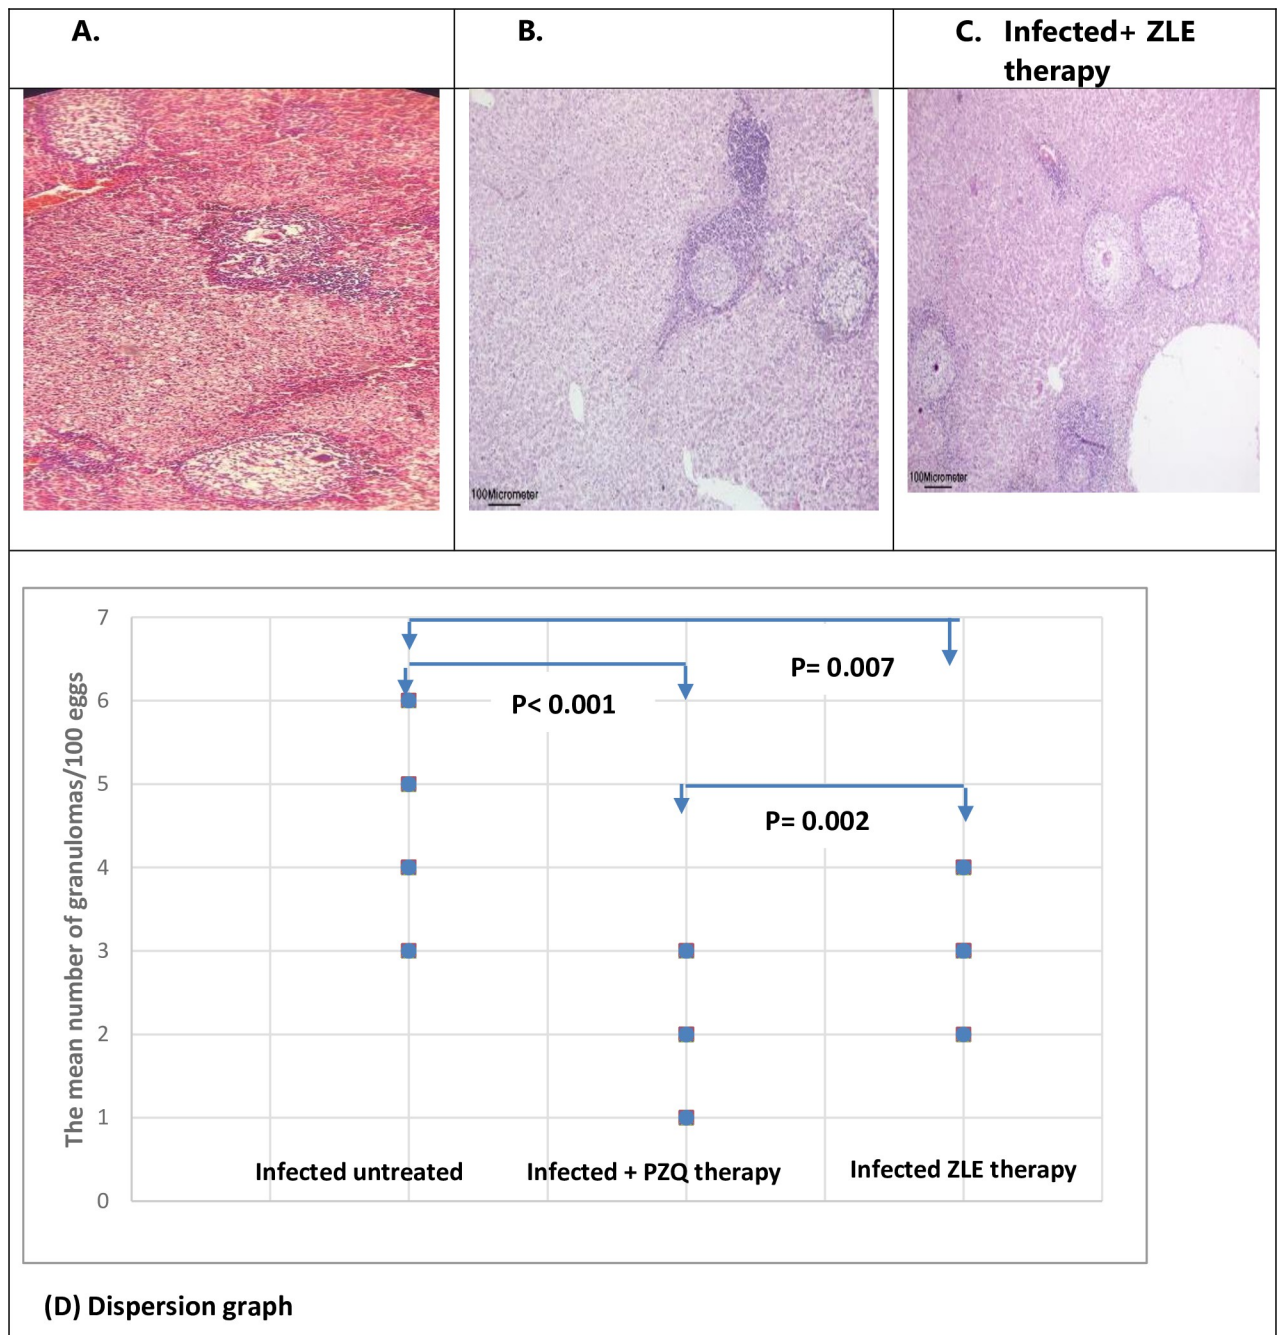 A.
B.
C. Infected+ ZLE
therapy
100Micrometer
100Micrometer
7
6
5
4
3
2
1
0
The mean number of granulomas/100 eggs
P= 0.007
P< 0.001
P= 0.002
Infected untreated
Infected + PZQ therapy
Infected ZLE therapy
(D) Dispersion graph